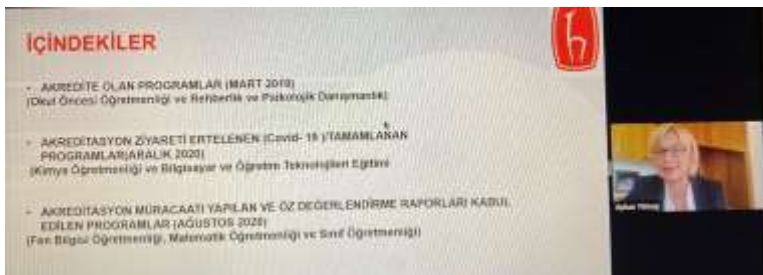 İÇİNDEKİLER
AKREDİTE OLAN PROGRAMLAR (MART 2019)
(Okul Öncesi Öğretmenliği ve Rehberlik ve Psikolojik Danışmanlık)
AKREDİTASYON ZİYARETİ ERTELENEN (Covid- 19 )/TAMAMLANAN
PROGRAMLAR(ARALIK 2020)
(Kimya Öğretmenliği ve Bilgisayar ve Öğretim Teknolojileri Eğitimi
AKREDİTASYON MÜRACAATI YAPILAN VE ÖZ DEĞERLENDİRME RAPORLARI KABUL
EDİLEN PROGRAMLAR (AĞUSTOS 2020)
(Fen Bilgisi Öğretmenliği, Matematik Öğretmenliği ve Sınıf Öğretmenliği)